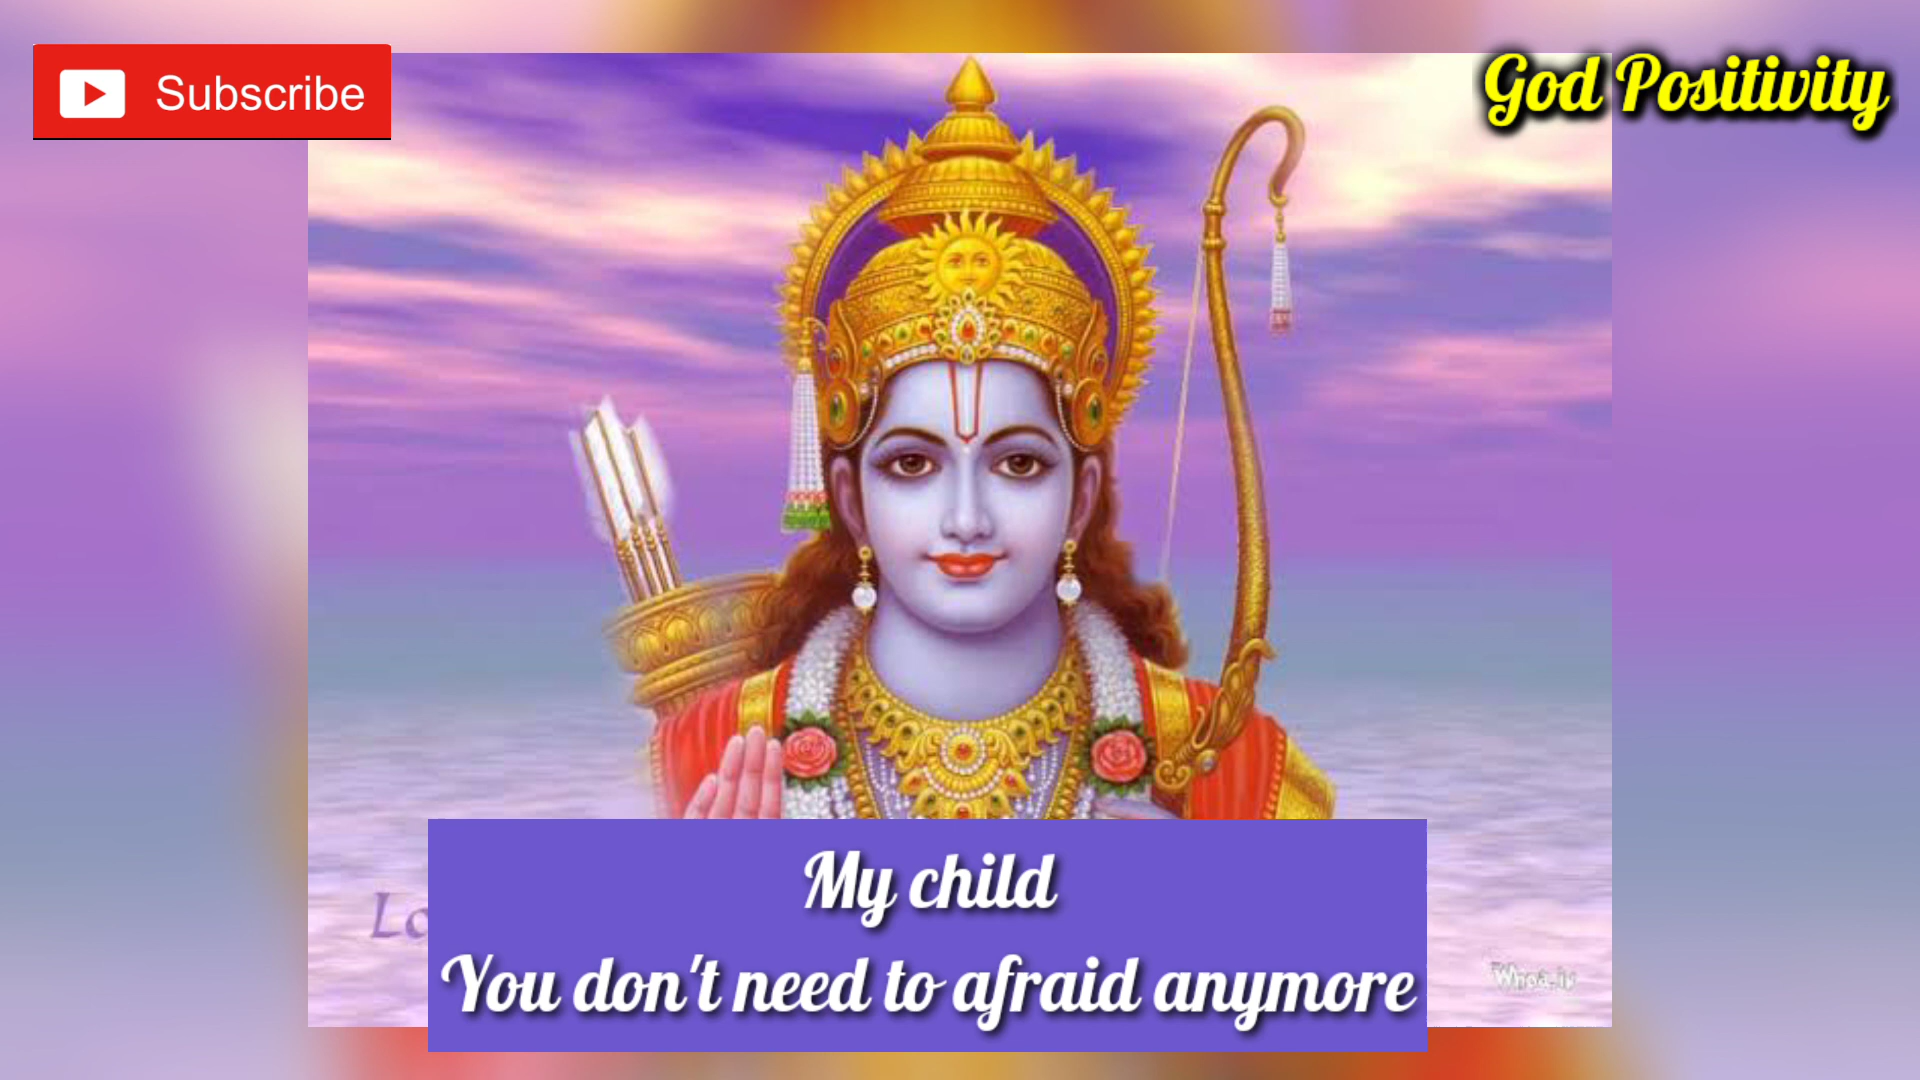 Subscribe
God Positivity
My child
You don't need to afraid anymore